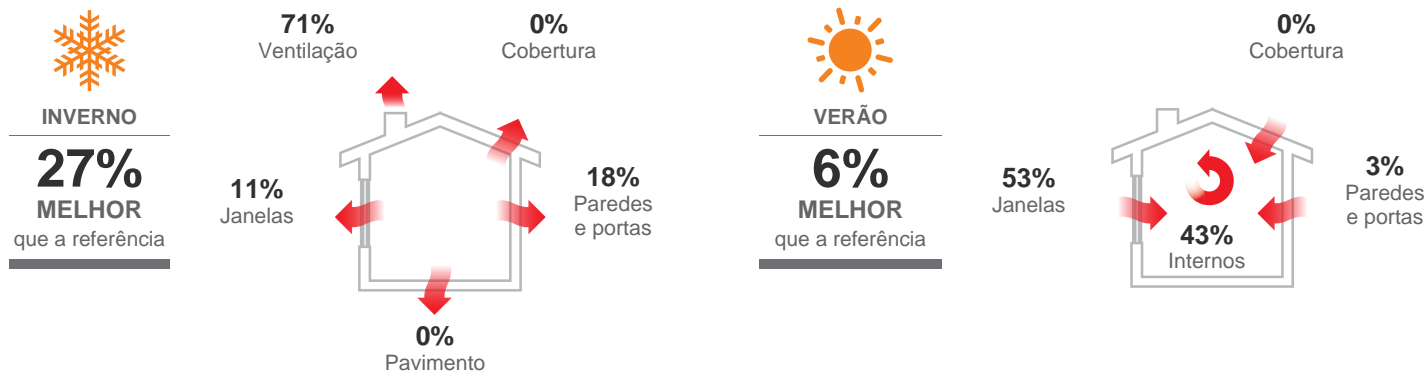 INVERNO
27%
MELHOR
que a referência
71%
Ventilação
0%
Cobertura
11%
Janelas
18%
Paredes
e portas
0%
Pavimento
VERÃO
6%
MELHOR
que a referência
0%
Cobertura
53%
Janelas
3%
Paredes
e portas
43%
Internos